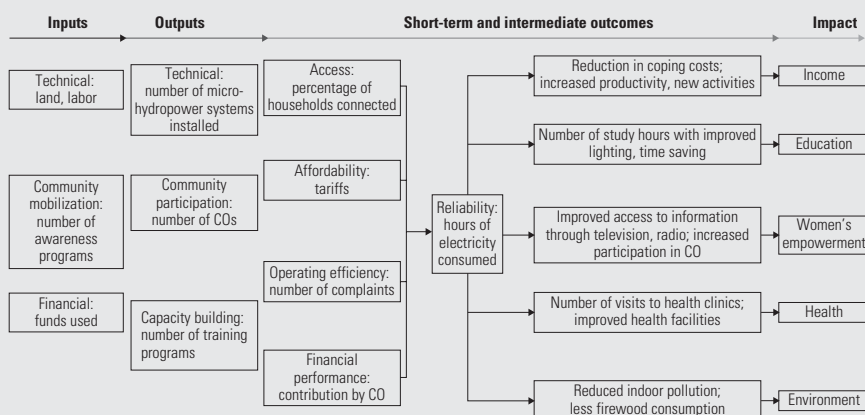 Inputs
Outputs
Short-term and intermediate outcomes
Impact
Technical:
land, labor
Community
mobilization:
number of
awareness
programs
Financial:
funds used
Technical:
number of micro-
hydropower systems
installed
Community
participation:
number of COs
Capacity building:
number of training
programs
Access:
percentage of
households connected
Affordability:
tariffs
Operating efficiency:
number of complaints
Financial
performance:
contribution by CO
Reliability:
hours of
electricity
consumed
Reduction in coping costs;
increased productivity, new activities
Number of study hours with improved
lighting, time saving
Improved access to information
through television, radio; increased
participation in CO
Number of visits to health clinics;
improved health facilities
Reduced indoor pollution;
less firewood consumption
Income
Education
Women's
empowerment
Health
Environment